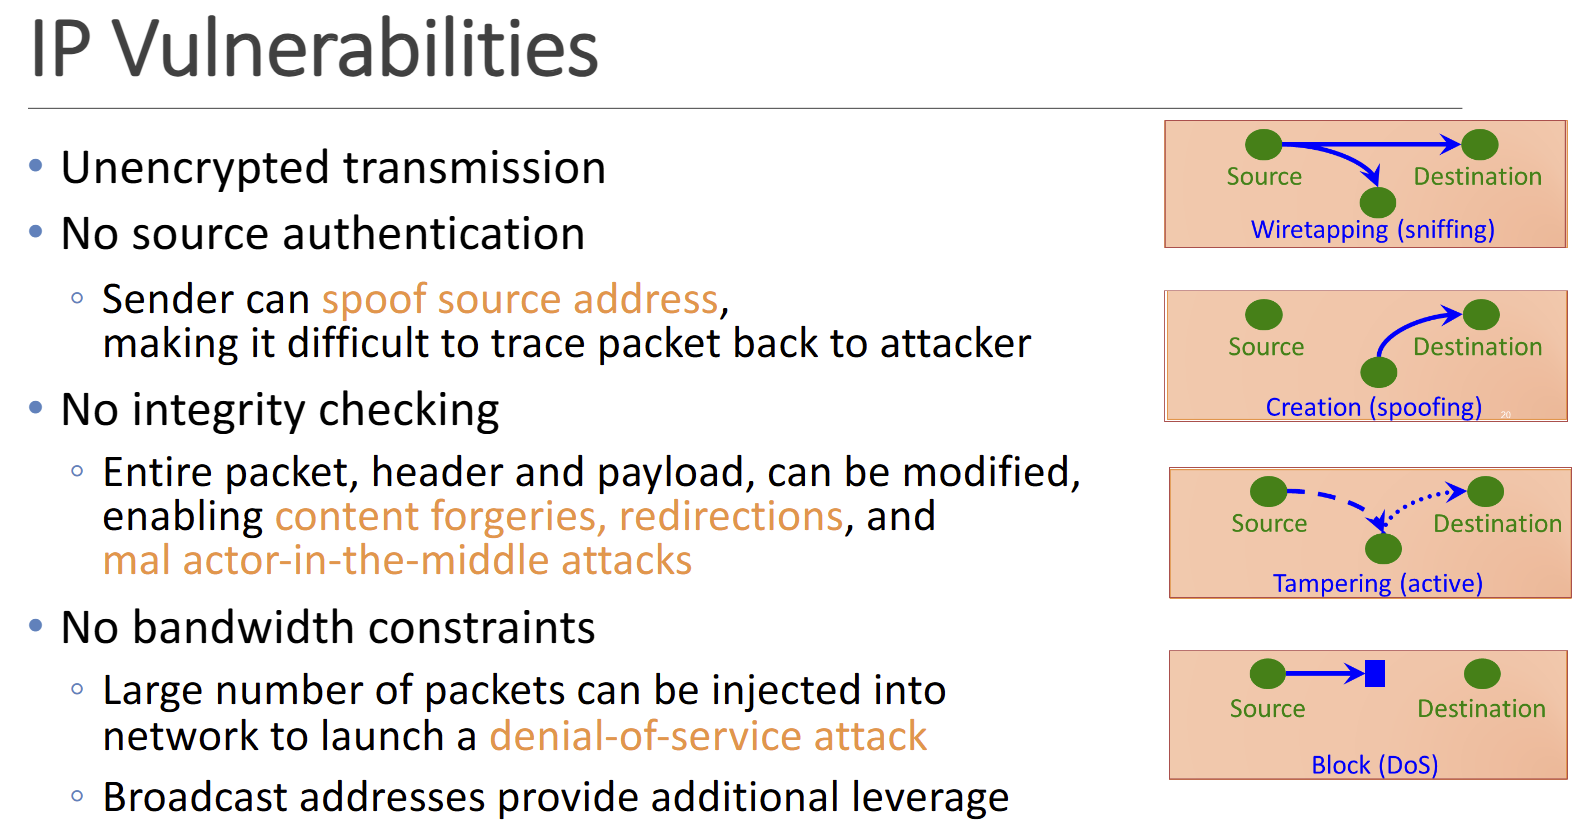 IP Vulnerabilities
• Unencrypted transmission
• No source authentication
◦ Sender can spoof source address,
making it difficult to trace packet back to attacker
• No integrity checking
◦ Entire packet, header and payload, can be modified,
enabling content forgeries, redirections, and
mal actor-in-the-middle attacks
• No bandwidth constraints
◦ Large number of packets can be injected into
network to launch a denial-of-service attack
◦ Broadcast addresses provide additional leverage
Source Destination
Wiretapping (sniffing)
Source Destination
Creation (spoofing) 20
Source Destination
Tampering (active)
Source Destination
Block (DoS)